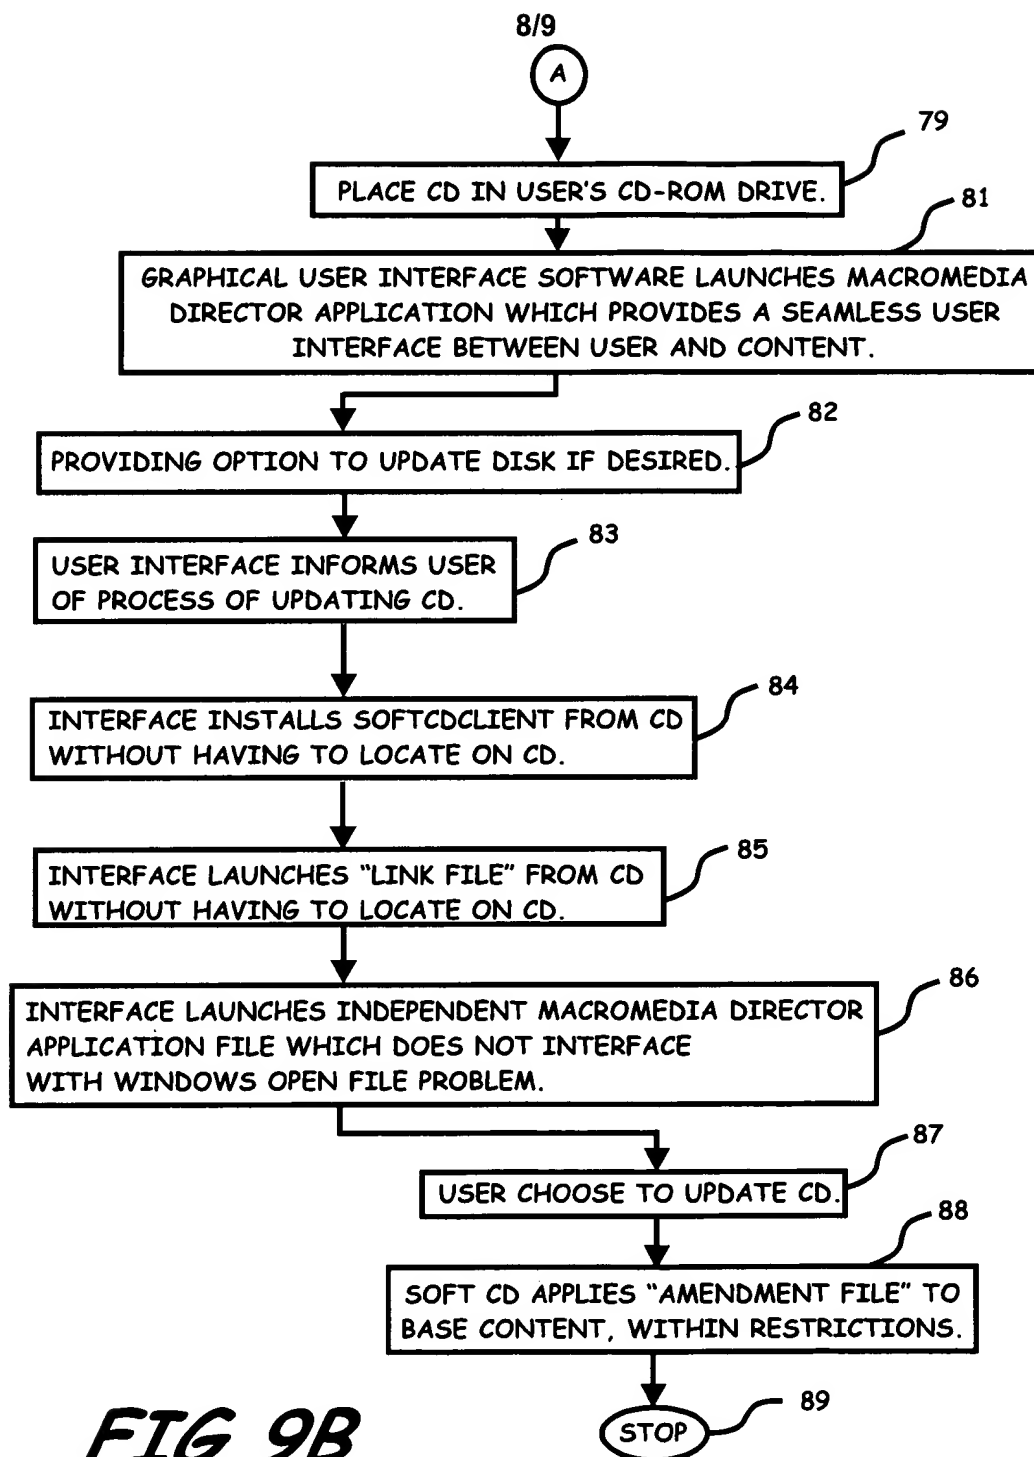 8/9
A
79
PLACE CD IN USER'S CD-ROM DRIVE.
81
GRAPHICAL USER INTERFACE SOFTWARE LAUNCHES MACROMEDIA
DIRECTOR APPLICATION WHICH PROVIDES A SEAMLESS USER
INTERFACE BETWEEN USER AND CONTENT.
82
PROVIDING OPTION TO UPDATE DISK IF DESIRED.
83
USER INTERFACE INFORMS USER
OF PROCESS OF UPDATING CD.
84
INTERFACE INSTALLS SOFTCDCLIENT FROM CD
WITHOUT HAVING TO LOCATE ON CD.
85
INTERFACE LAUNCHES "LINK FILE" FROM CD
WITHOUT HAVING TO LOCATE ON CD.
86
INTERFACE LAUNCHES INDEPENDENT MACROMEDIA DIRECTOR
APPLICATION FILE WHICH DOES NOT INTERFACE
WITH WINDOWS OPEN FILE PROBLEM.
87
USER CHOOSE TO UPDATE CD.
88
SOFT CD APPLIES "AMENDMENT FILE" TO
BASE CONTENT, WITHIN RESTRICTIONS.
89
STOP
FIG 9B